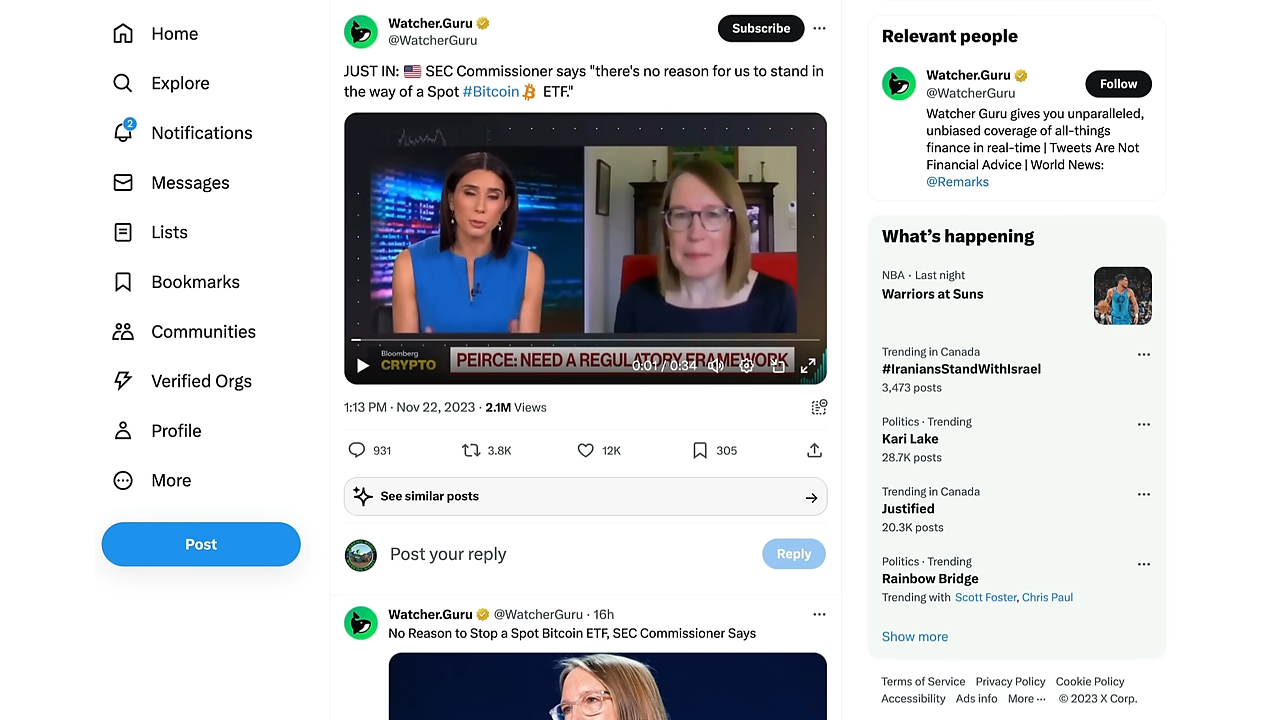 Home
Explore
2
Notifications
Messages
Lists
Bookmarks
Communities
Verified Orgs
Profile
More
Post
Watcher.Guru
@WatcherGuru
Subscribe
JUST IN: 🇺🇸 SEC Commissioner says "there's no reason for us to stand in
the way of a Spot #Bitcoin ETF."
Bloomberg
CRYPTO
PEIRCE: NEED A REGULATORY FRAMEWORK
0:01 / 0:34
1:13 PM · Nov 22, 2023 · 2.1M Views
931
3.8K
12K
305
See similar posts
Post your reply
Reply
Watcher.Guru @WatcherGuru · 16h
No Reason to Stop a Spot Bitcoin ETF, SEC Commissioner Says
Relevant people
Watcher.Guru
@WatcherGuru
Follow
Watcher Guru gives you unparalleled,
unbiased coverage of all-things
finance in real-time | Tweets Are Not
Financial Advice | World News:
@Remarks
What's happening
NBA · Last night
Warriors at Suns
Trending in Canada
#IraniansStandWithIsrael
3,473 posts
Politics · Trending
Kari Lake
28.7K posts
Trending in Canada
Justified
20.3K posts
Politics · Trending
Rainbow Bridge
Trending with Scott Foster, Chris Paul
Show more
Terms of Service Privacy Policy Cookie Policy
Accessibility Ads info More ··· © 2023 X Corp.